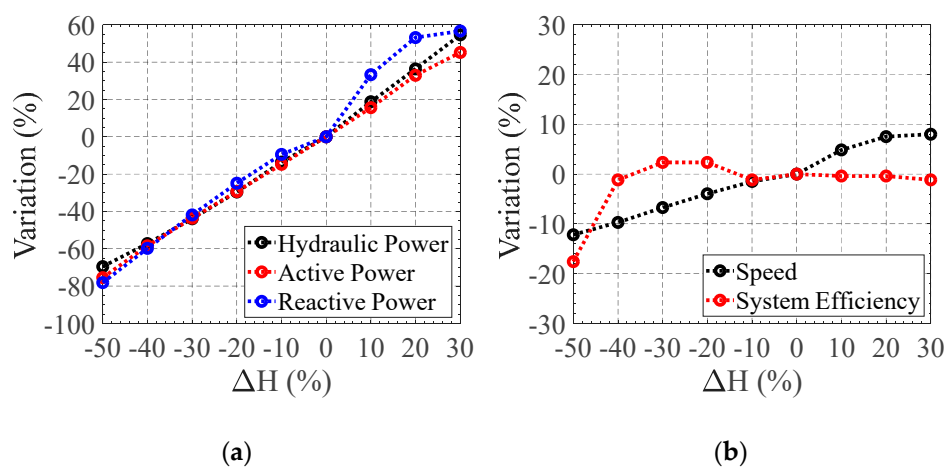 60
40
20
0
-20
-40
-60
-80
-100
Variation (%)
-50 -40 -30 -20 -10 0 10 20 30
ΔH (%)
Hydraulic Power
Active Power
Reactive Power
(a)
30
20
10
0
-10
-20
-30
Variation (%)
-50 -40 -30 -20 -10 0 10 20 30
ΔH (%)
Speed
System Efficiency
(b)